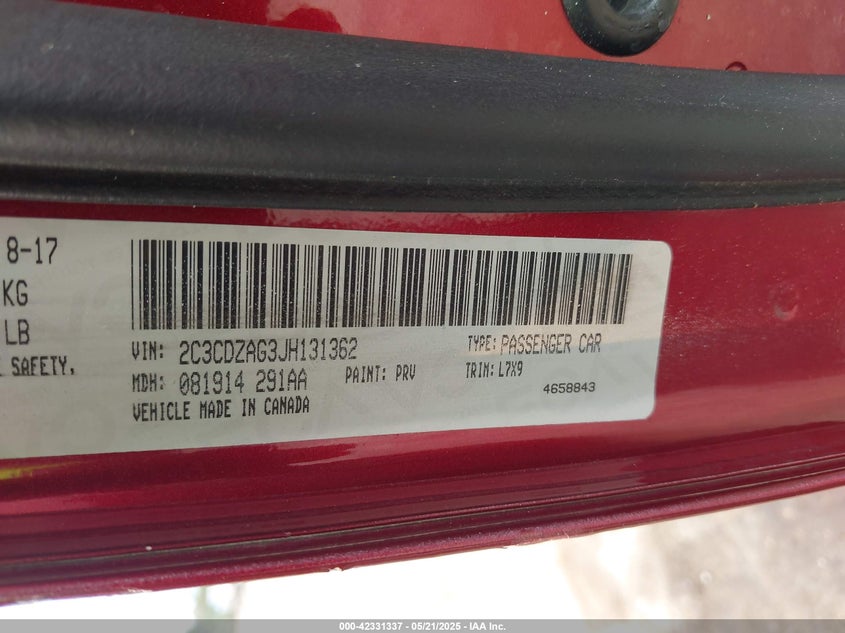 8-17
KG
LB
SAFETY.
VIN: 2C3CDZAG3JH131362 TYPE: PASSENGER CAR
MDH: 081914 291AA PAINT: PRV TRIM: L7X9
VEHICLE MADE IN CANADA 4658843
000-42331337 - 05/21/2025 - IAA Inc.